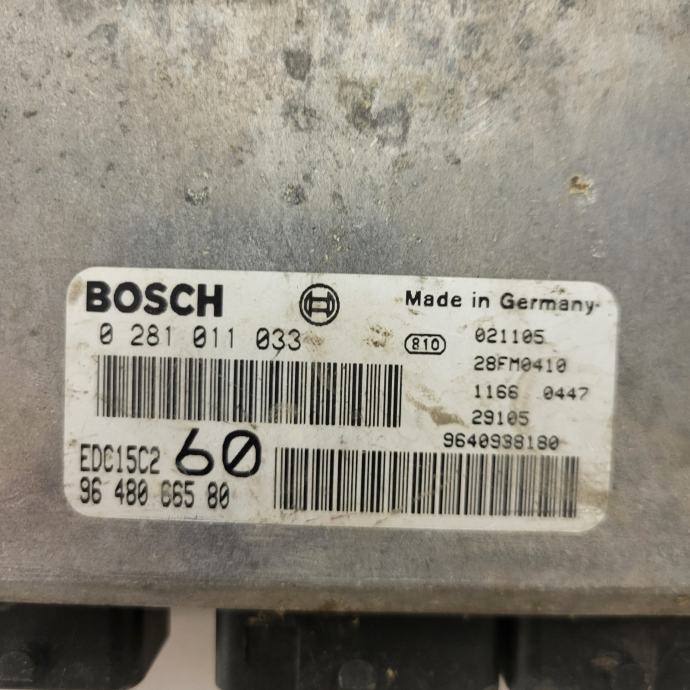 BOSCH
Made in Germany
0 281 011 033
810
021105
28FM0410
1166 0447
29105
9640938180
EDC15C2 60
96 480 665 80